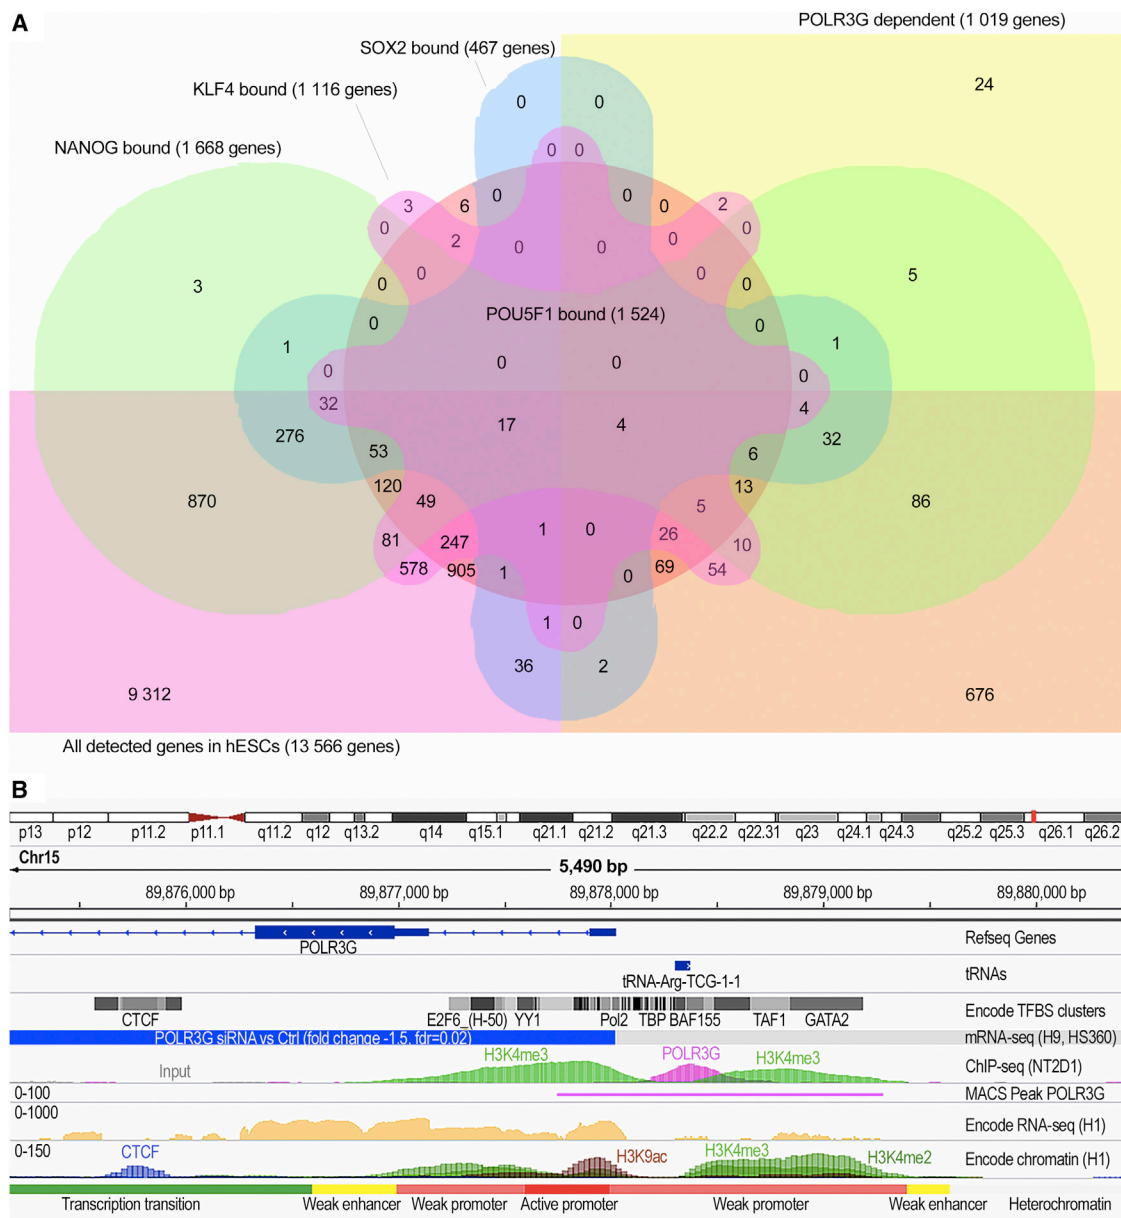 A
POLR3G dependent (1 019 genes)
SOX2 bound (467 genes)
KLF4 bound (1 116 genes)
NANOG bound (1 668 genes)
24
0 0
0 0
3 6 0 0 0 2
0 2 0 0 0 0
0 0 0 0
3 5
0 0
POU5F1 bound (1 524)
1 1
0 0 0 0
32 4
17 4
276 53 6 32
120 13
870 49 5 86
81 247 1 0 26 10
578 905 1 0 69 54
1 0
36 2
9 312 676
All detected genes in hESCs (13 566 genes)
B
p13 p12 p11.2 p11.1 q11.2 q12 q13.2 q14 q15.1 q21.1 q21.2 q21.3 q22.2 q22.31 q23 q24.1 q24.3 q25.2 q25.3 q26.1 q26.2
Chr15
5,490 bp
89,876,000 bp 89,877,000 bp 89,878,000 bp 89,879,000 bp 89,880,000 bp
POLR3G Refseq Genes
tRNA-Arg-TCG-1-1 tRNAs
Encode TFBS clusters
CTCF E2F6_(H-50) YY1 Pol2 TBP BAF155 TAF1 GATA2
POLR3G siRNA vs Ctrl (fold change -1.5, fdr=0.02) mRNA-seq (H9, HS360)
Input H3K4me3 POLR3G H3K4me3 ChIP-seq (NT2D1)
0-100 MACS Peak POLR3G
0-1000 Encode RNA-seq (H1)
0-150 CTCF H3K9ac H3K4me3 H3K4me2 Encode chromatin (H1)
Transcription transition Weak enhancer Weak promoter Active promoter Weak promoter Weak enhancer Heterochromatin